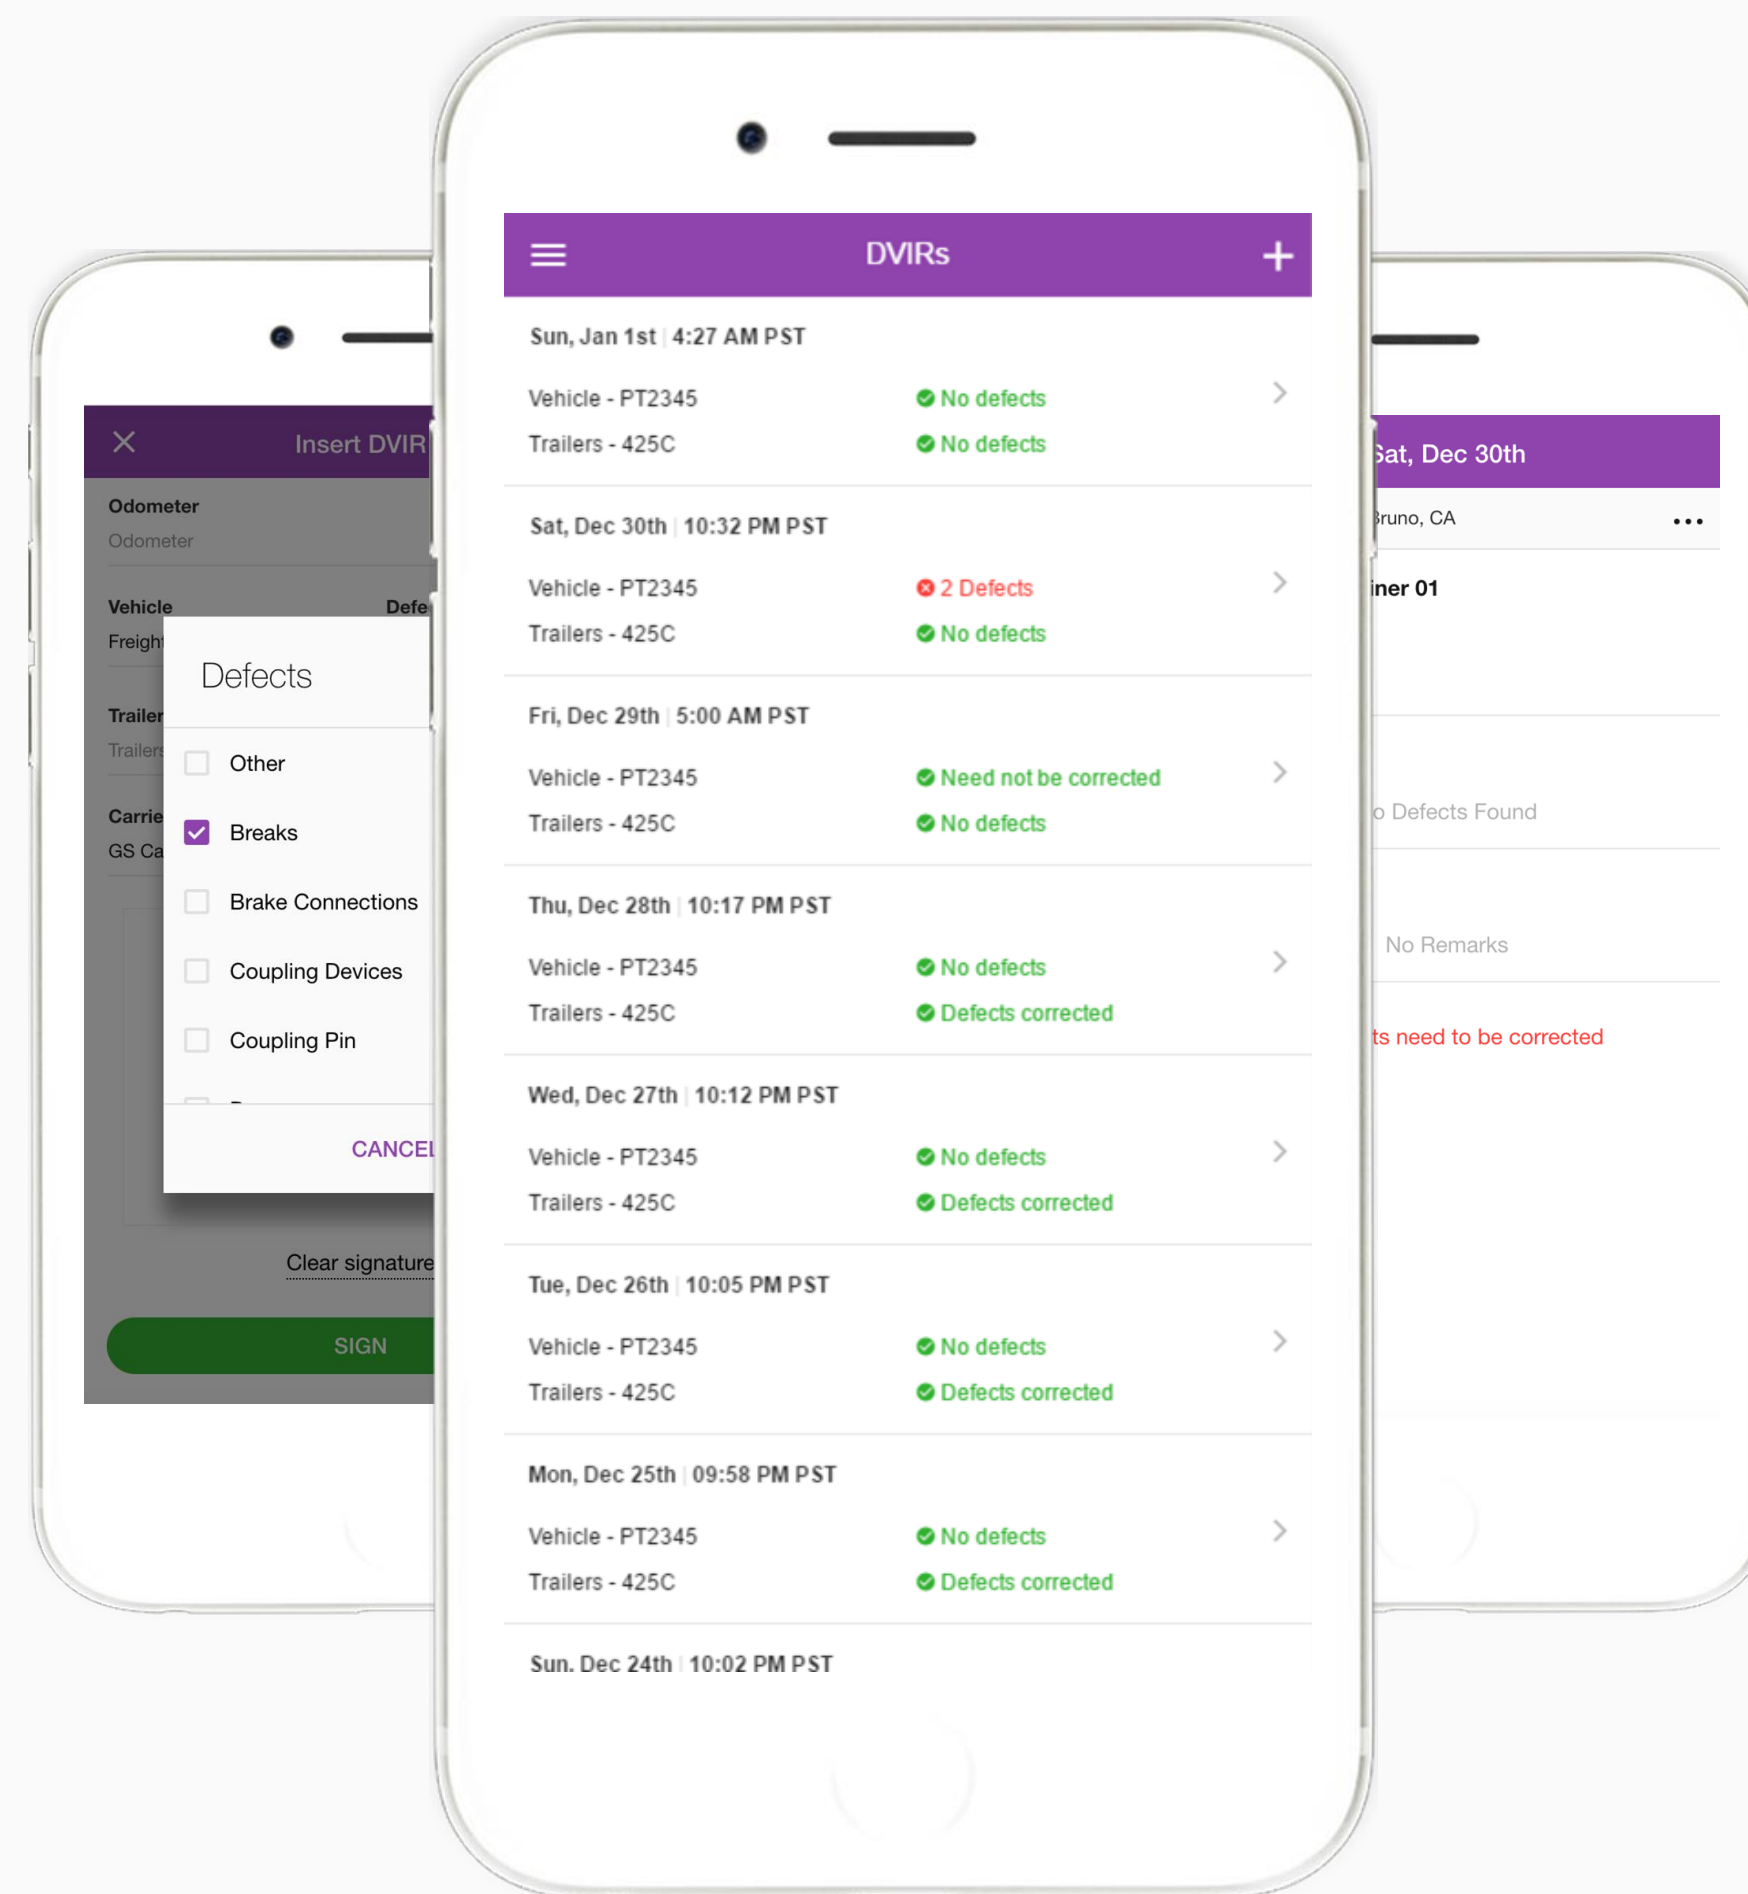 Insert DVIR
Odometer
Odometer
Vehicle
Trailer
GS
Defects
Other
Breaks
Brake Connections
Coupling Devices
Coupling Pin
CANCEL
Clear signature
SIGN
DVIRs
Sun, Jan 1st | 4:27 AM PST
Vehicle - PT2345 No defects
Trailers - 425C No defects
Sat, Dec 30th | 10:32 PM PST
Vehicle - PT2345 2 Defects
Trailers - 425C No defects
Fri, Dec 29th | 5:00 AM PST
Vehicle - PT2345 Need not be corrected
Trailers - 425C No defects
Thu, Dec 28th | 10:17 PM PST
Vehicle - PT2345 No defects
Trailers - 425C Defects corrected
Wed, Dec 27th | 10:12 PM PST
Vehicle - PT2345 No defects
Trailers - 425C Defects corrected
Tue, Dec 26th | 10:05 PM PST
Vehicle - PT2345 No defects
Trailers - 425C Defects corrected
Mon, Dec 25th | 09:58 PM PST
Vehicle - PT2345 No defects
Trailers - 425C Defects corrected
Sun. Dec 24th | 10:02 PM PST
Sat, Dec 30th
Bruno, CA
01
Defects Found
No Remarks
need to be corrected